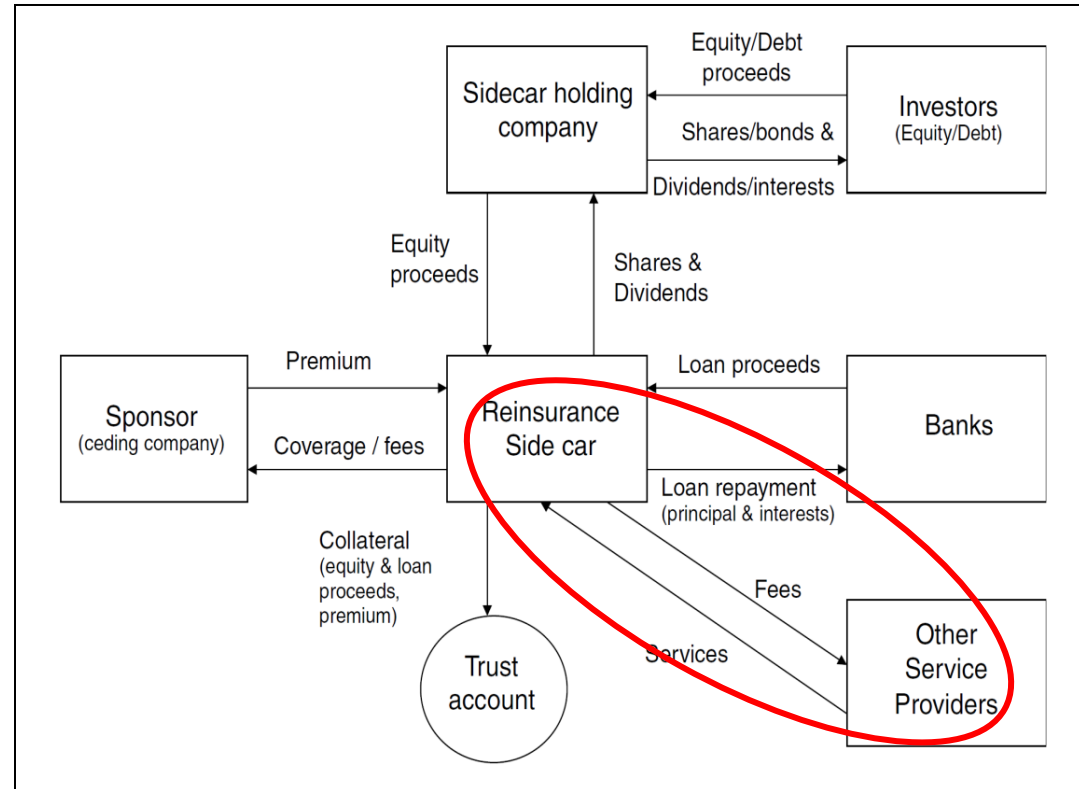 Equity/Debt
proceeds
Sidecar holding
company
Investors
(Equity/Debt)
Shares/bonds &
Dividends/interests
Equity
proceeds
Shares &
Dividends
Premium
Loan proceeds
Sponsor
(ceding company)
Reinsurance
Side car
Banks
Coverage / fees
Loan repayment
(principal & interests)
Collateral
(equity & loan
proceeds,
premium)
Fees
Services
Other
Service
Providers
Trust
account